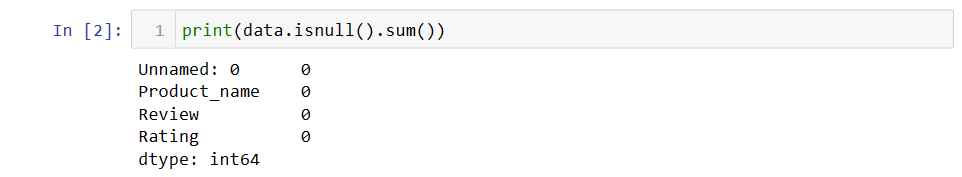 In [2]: 1 print(data.isnull().sum())
Unnamed: 0 0
Product_name 0
Review 0
Rating 0
dtype: int64